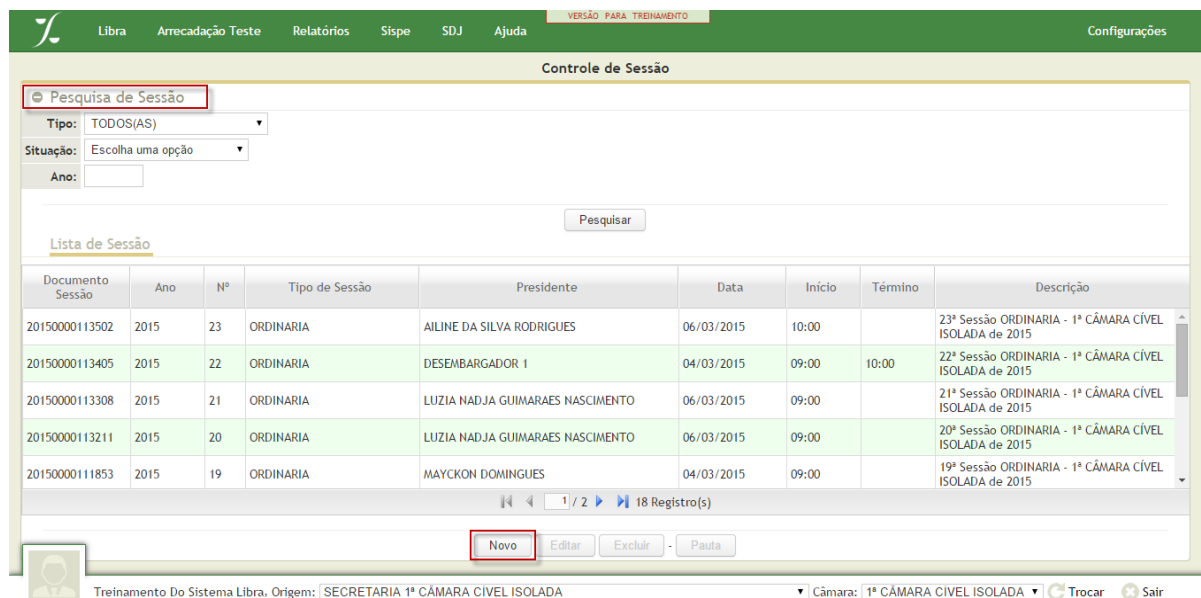 VERSÃO PARA TREINAMENTO
Libra Arrecadação Teste Relatórios Sispe SDJ Ajuda Configurações
Controle de Sessão
Pesquisa de Sessão
Tipo: TODOS(AS)
Situação: Escolha uma opção
Ano:
Pesquisar
Lista de Sessão
Documento Sessão Ano Nº Tipo de Sessão Presidente Data Início Término Descrição
20150000113502 2015 23 ORDINARIA AILINE DA SILVA RODRIGUES 06/03/2015 10:00 23ª Sessão ORDINARIA - 1ª CÂMARA CÍVEL ISOLADA de 2015
20150000113405 2015 22 ORDINARIA DESEMBARGADOR 1 04/03/2015 09:00 10:00 22ª Sessão ORDINARIA - 1ª CÂMARA CÍVEL ISOLADA de 2015
20150000113308 2015 21 ORDINARIA LUZIA NADJA GUIMARAES NASCIMENTO 06/03/2015 09:00 21ª Sessão ORDINARIA - 1ª CÂMARA CÍVEL ISOLADA de 2015
20150000113211 2015 20 ORDINARIA LUZIA NADJA GUIMARAES NASCIMENTO 06/03/2015 09:00 20ª Sessão ORDINARIA - 1ª CÂMARA CÍVEL ISOLADA de 2015
20150000111853 2015 19 ORDINARIA MAYCKON DOMINGUES 04/03/2015 09:00 19ª Sessão ORDINARIA - 1ª CÂMARA CÍVEL ISOLADA de 2015
1 / 2 18 Registro(s)
Novo Editar Excluir - Pauta
Treinamento Do Sistema Libra, Origem: SECRETARIA 1ª CÂMARA CÍVEL ISOLADA Câmara: 1ª CÂMARA CÍVEL ISOLADA Trocar Sair